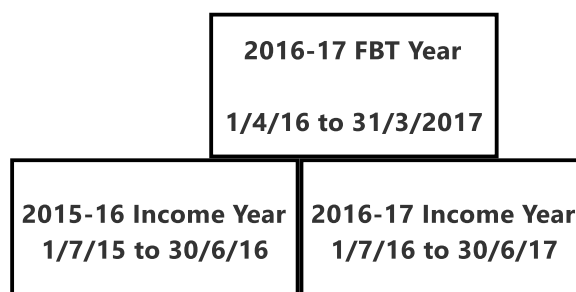 2016-17 FBT Year
1/4/16 to 31/3/2017
2015-16 Income Year
1/7/15 to 30/6/16
2016-17 Income Year
1/7/16 to 30/6/17